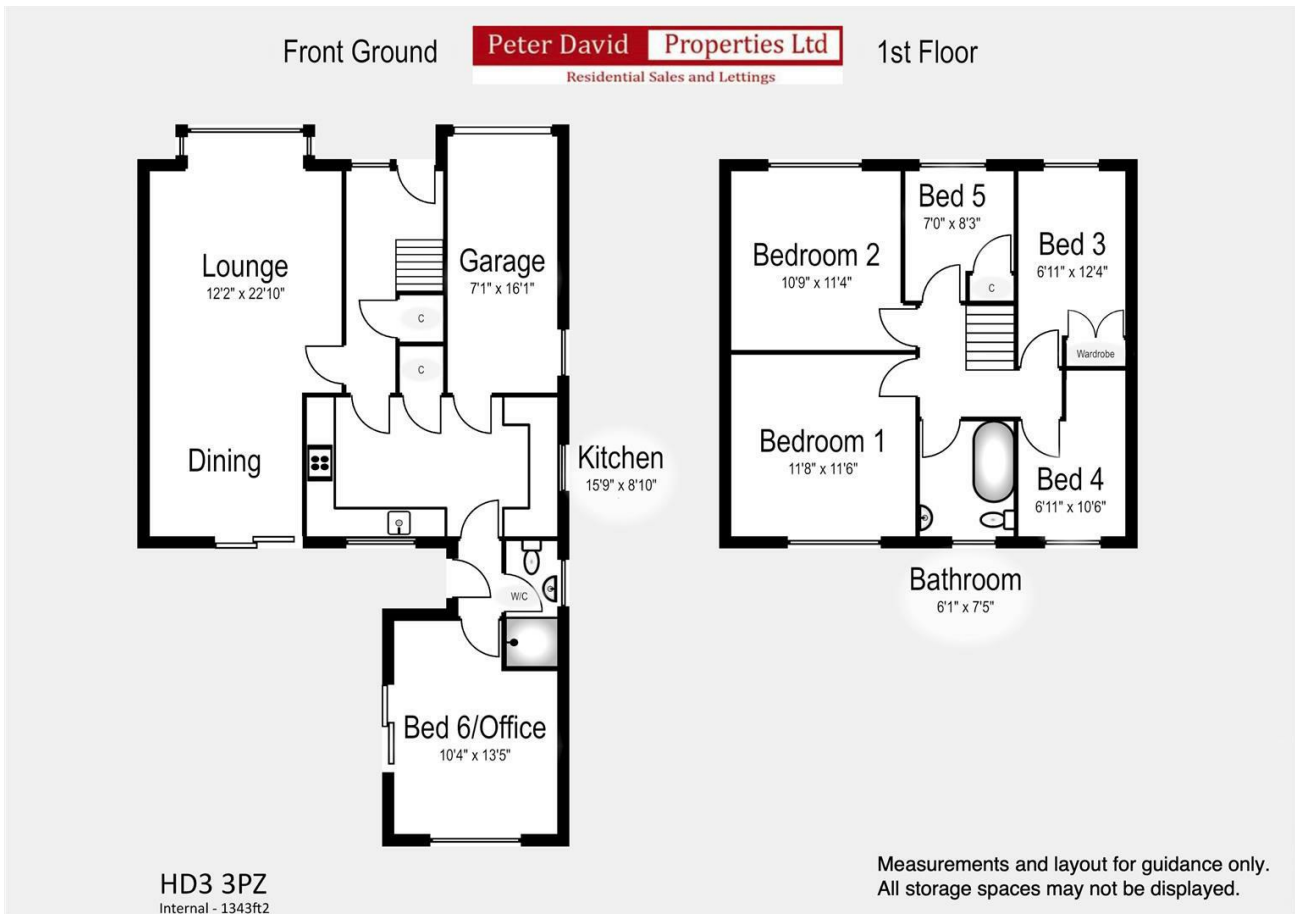 Front Ground
Peter David Properties Ltd
Residential Sales and Lettings
1st Floor
Lounge
12'2" x 22'10"
Garage
7'1" x 16'1"
C
C
Dining
Kitchen
15'9" x 8'10"
W/C
Bed 6/Office
10'4" x 13'5"
Bedroom 2
10'9" x 11'4"
Bed 5
7'0" x 8'3"
C
Bed 3
6'11" x 12'4"
Wardrobe
Bedroom 1
11'8" x 11'6"
Bed 4
6'11" x 10'6"
Bathroom
6'1" x 7'5"
HD3 3PZ
Internal - 1343ft2
Measurements and layout for guidance only.
All storage spaces may not be displayed.